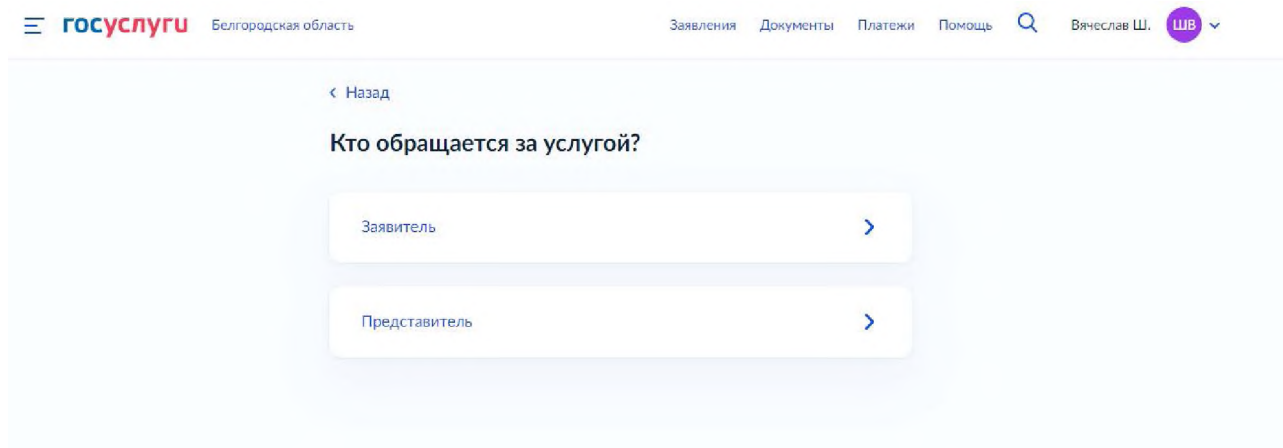 госуслуги Белгородская область Заявления Документы Платежи Помощь Вячеслав Ш. ШВ
Назад
Кто обращается за услугой?
Заявитель
Представитель